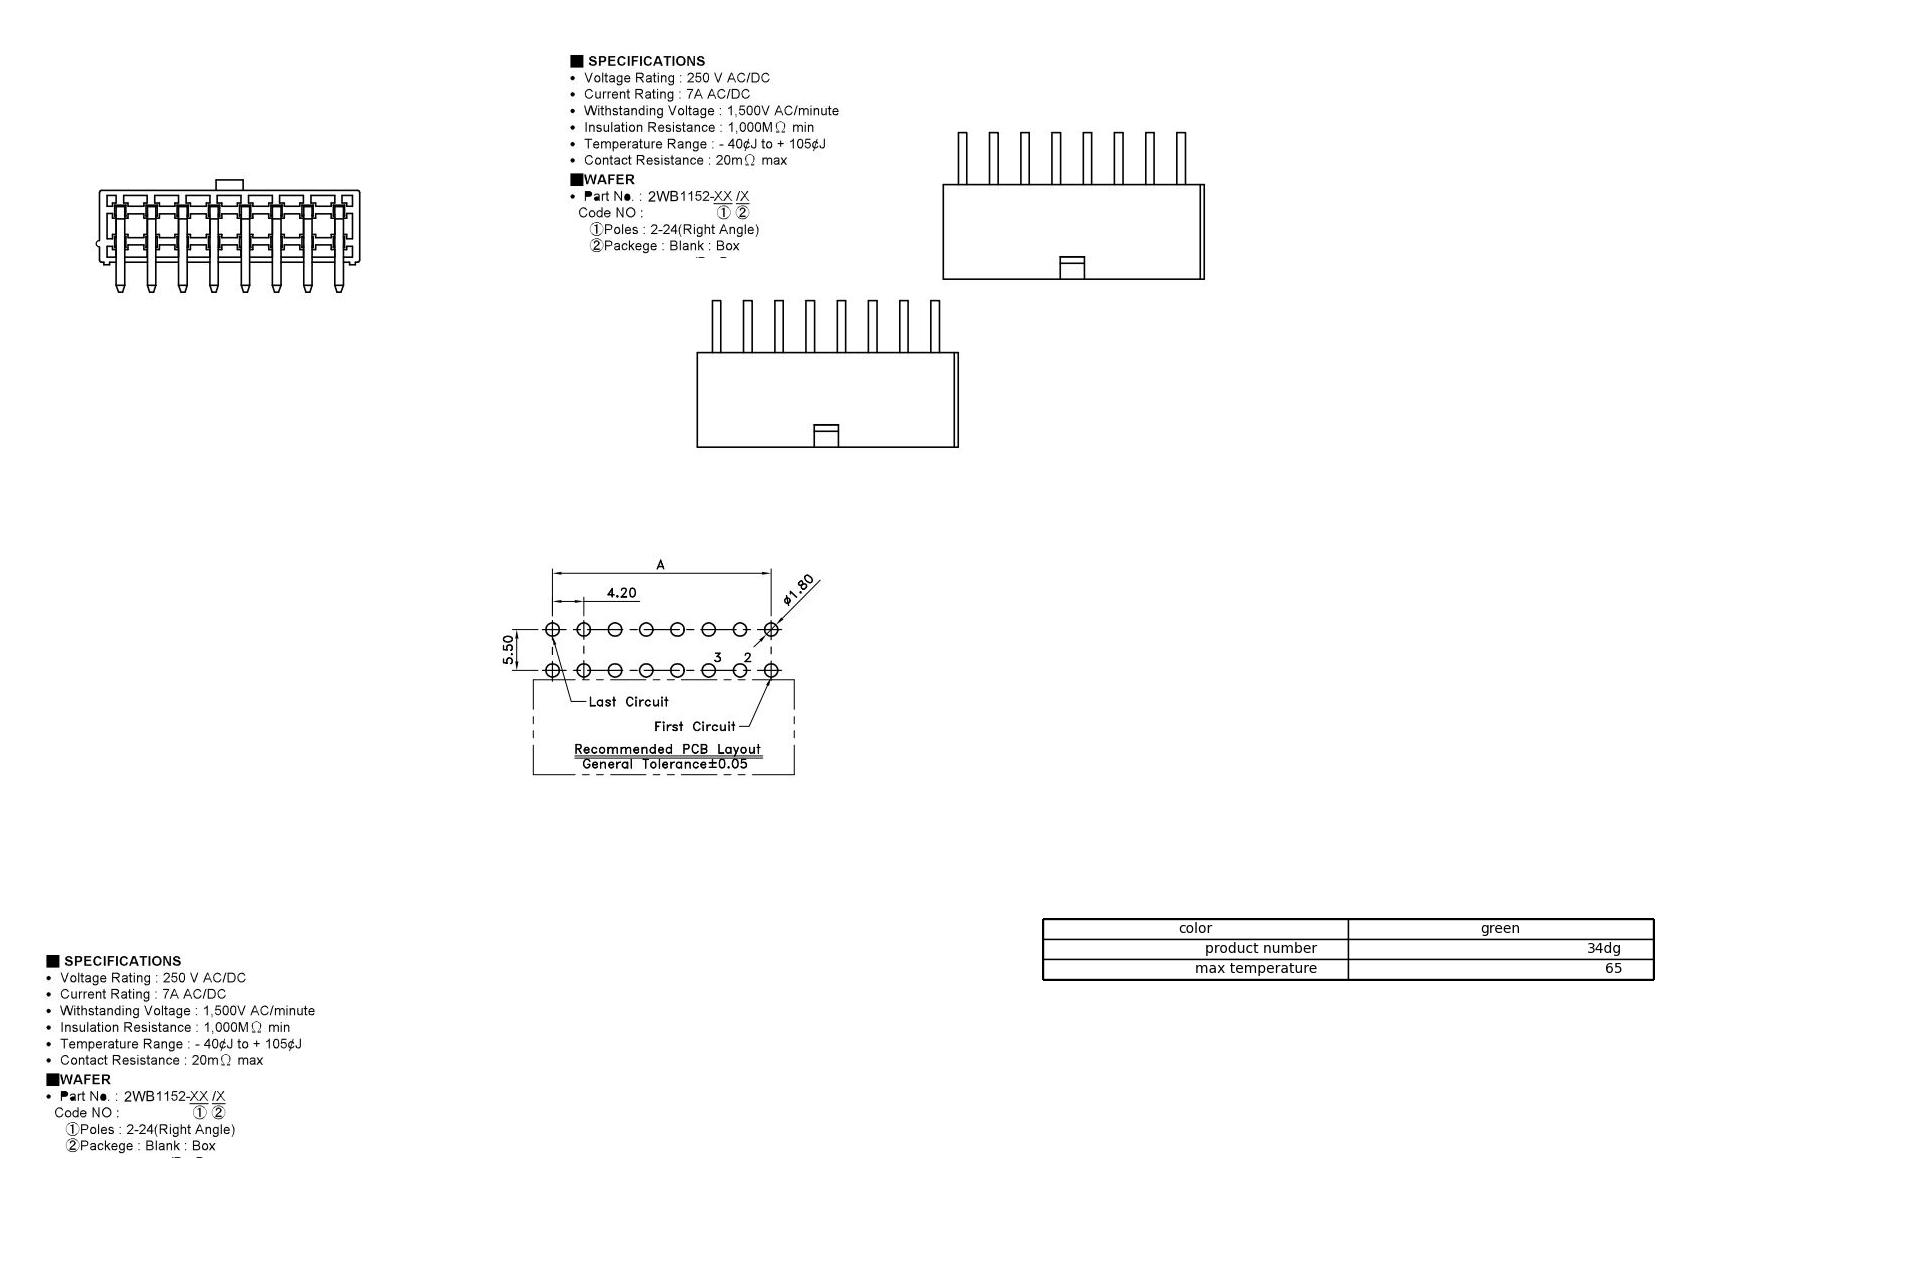 ■ SPECIFICATIONS
• Voltage Rating : 250 V AC/DC
• Current Rating : 7A AC/DC
• Withstanding Voltage : 1,500V AC/minute
• Insulation Resistance : 1,000MΩ min
• Temperature Range : - 40¢J to + 105¢J
• Contact Resistance : 20mΩ max
■WAFER
• Part No. : 2WB1152-XX /X
Code NO : ① ②
①Poles : 2-24(Right Angle)
②Packege : Blank : Box
A
4.20
ø1.80
5.50
3 2
Last Circuit
First Circuit
Recommended PCB Layout
General Tolerance±0.05
color green
product number 34dg
max temperature 65
■ SPECIFICATIONS
• Voltage Rating : 250 V AC/DC
• Current Rating : 7A AC/DC
• Withstanding Voltage : 1,500V AC/minute
• Insulation Resistance : 1,000MΩ min
• Temperature Range : - 40¢J to + 105¢J
• Contact Resistance : 20mΩ max
■WAFER
• Part No. : 2WB1152-XX /X
Code NO : ① ②
①Poles : 2-24(Right Angle)
②Packege : Blank : Box